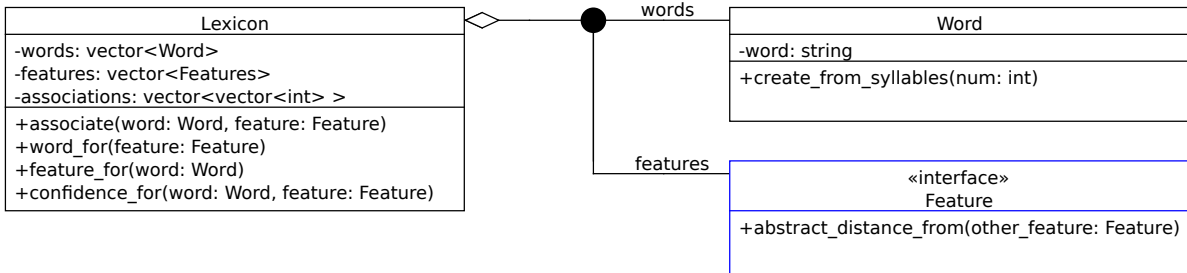 Lexicon
-words: vector<Word>
-features: vector<Features>
-associations: vector<vector<int> >
+associate(word: Word, feature: Feature)
+word_for(feature: Feature)
+feature_for(word: Word)
+confidence_for(word: Word, feature: Feature)
words
Word
-word: string
+create_from_syllables(num: int)
features
«interface»
Feature
+abstract_distance_from(other_feature: Feature)